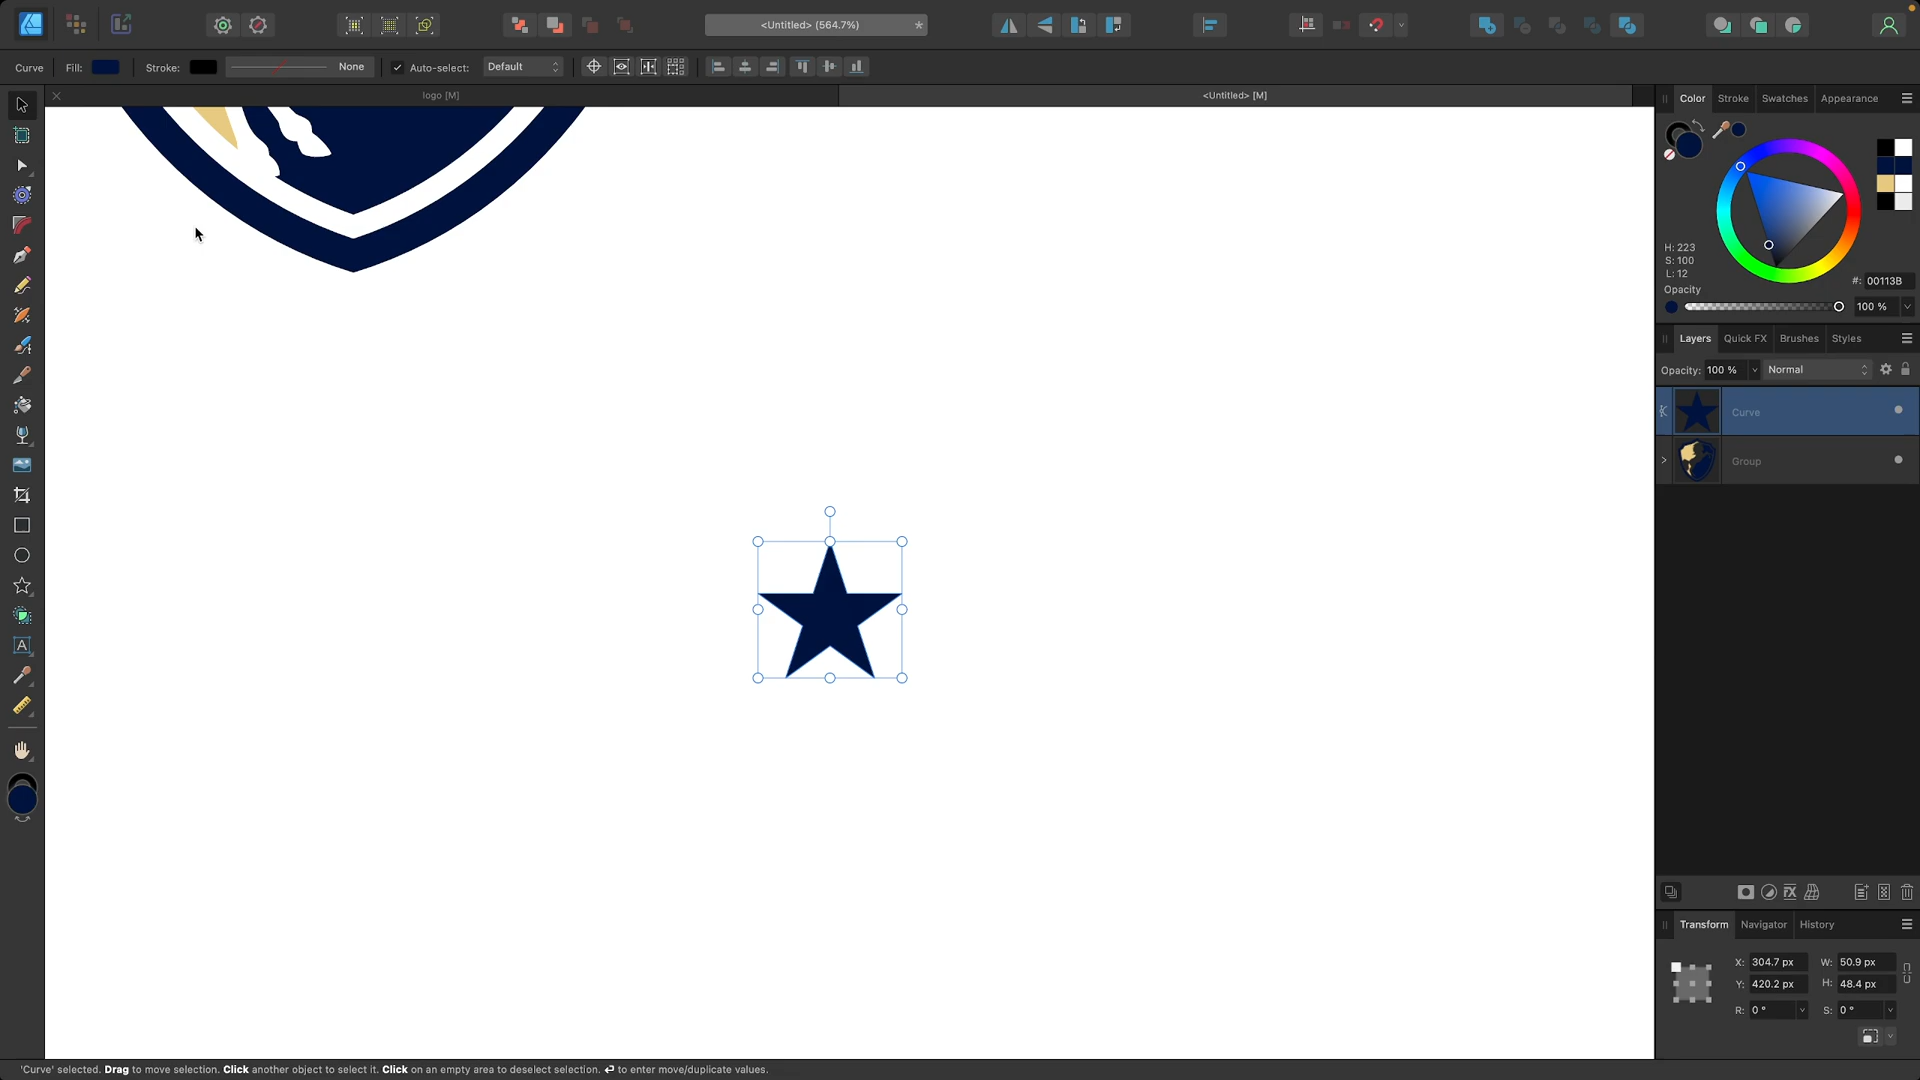 <Untitled> (564.7%)
*
Curve
Fill:
Stroke:
None
Auto-select:
Default
logo [M]
<Untitled> [M]
Color
Stroke
Swatches
Appearance
H: 223
S: 100
L: 12
#: 00113B
Opacity
100 %
Layers
Quick FX
Brushes
Styles
Opacity: 100 %
Normal
Curve
Group
Transform
Navigator
History
X: 304.7 px
W: 50.9 px
Y: 420.2 px
H: 48.4 px
R: 0 °
S: 0 °
'Curve' selected. Drag to move selection. Click another object to select it. Click on an empty area to deselect selection. ⏎ to enter move/duplicate values.